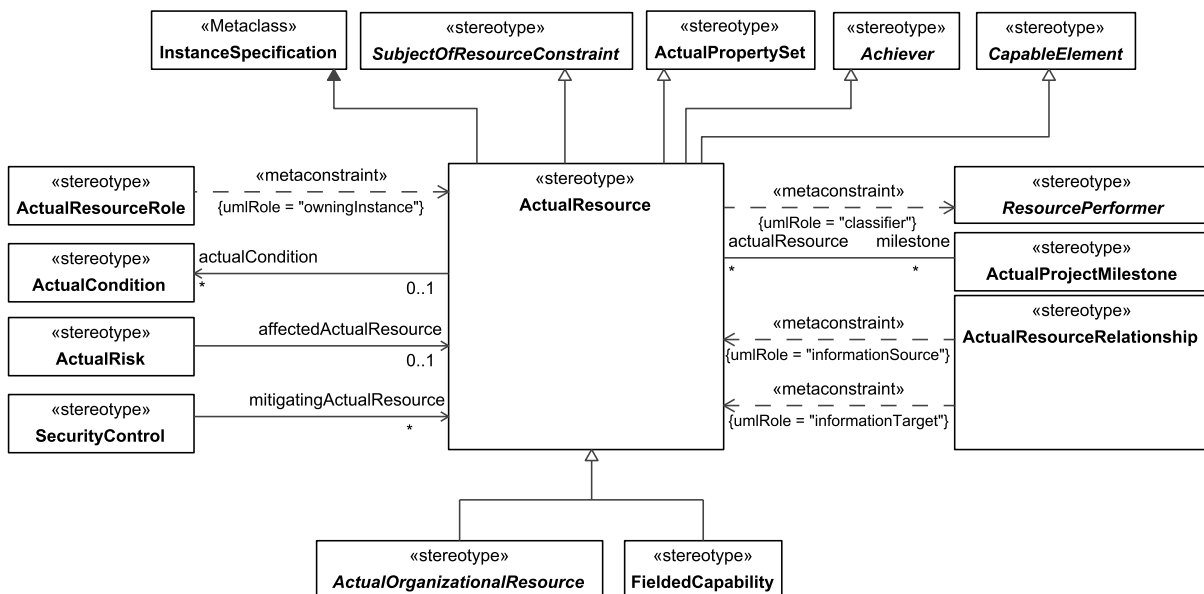 «Metaclass»
InstanceSpecification
«stereotype»
SubjectOfResourceConstraint
«stereotype»
ActualPropertySet
«stereotype»
Achiever
«stereotype»
CapableElement
«stereotype»
ActualResourceRole
«metaconstraint»
{umlRole = "owningInstance"}
«stereotype»
ActualResource
«metaconstraint»
{umlRole = "classifier"}
«stereotype»
ResourcePerformer
«stereotype»
ActualCondition
actualCondition
*
0..1
actualResource
milestone
*
*
«stereotype»
ActualProjectMilestone
«stereotype»
ActualRisk
affectedActualResource
0..1
«metaconstraint»
{umlRole = "informationSource"}
«stereotype»
ActualResourceRelationship
«stereotype»
SecurityControl
mitigatingActualResource
*
«metaconstraint»
{umlRole = "informationTarget"}
«stereotype»
ActualOrganizationalResource
«stereotype»
FieldedCapability